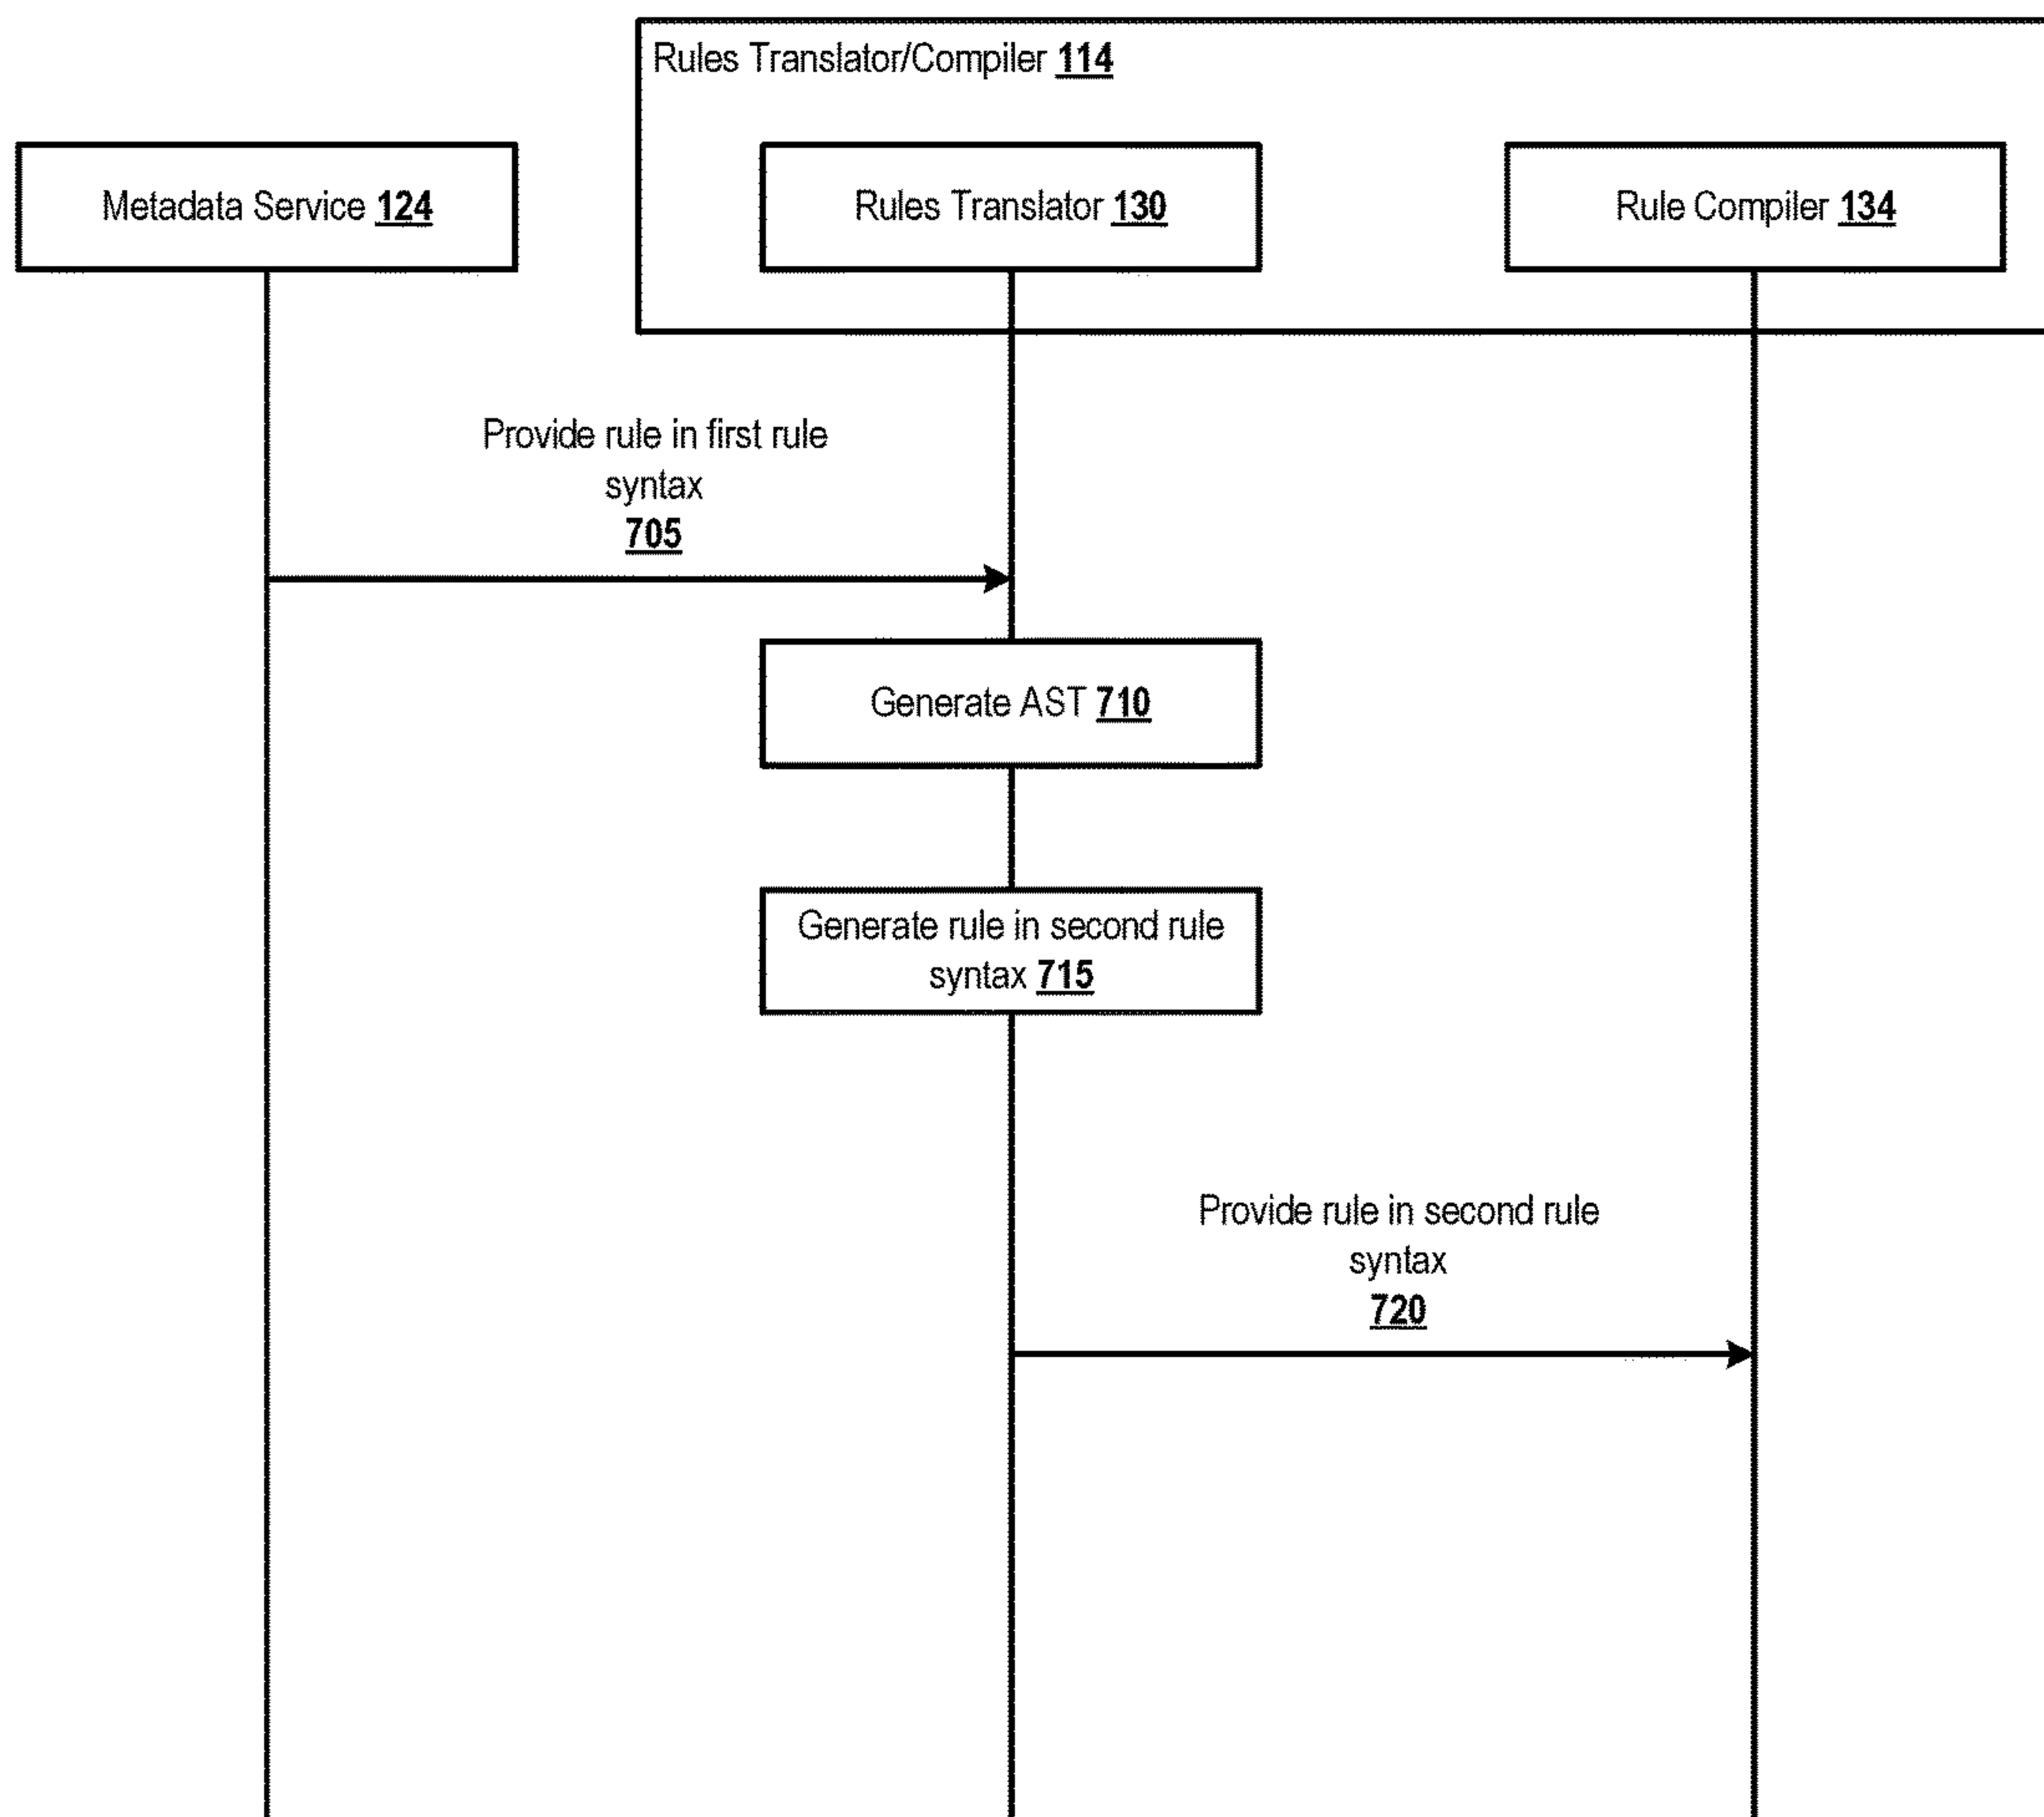 Rules Translator/Compiler 114
Metadata Service 124
Rules Translator 130
Rule Compiler 134
Provide rule in first rule
syntax
705
Generate AST 710
Generate rule in second rule
syntax 715
Provide rule in second rule
syntax
720